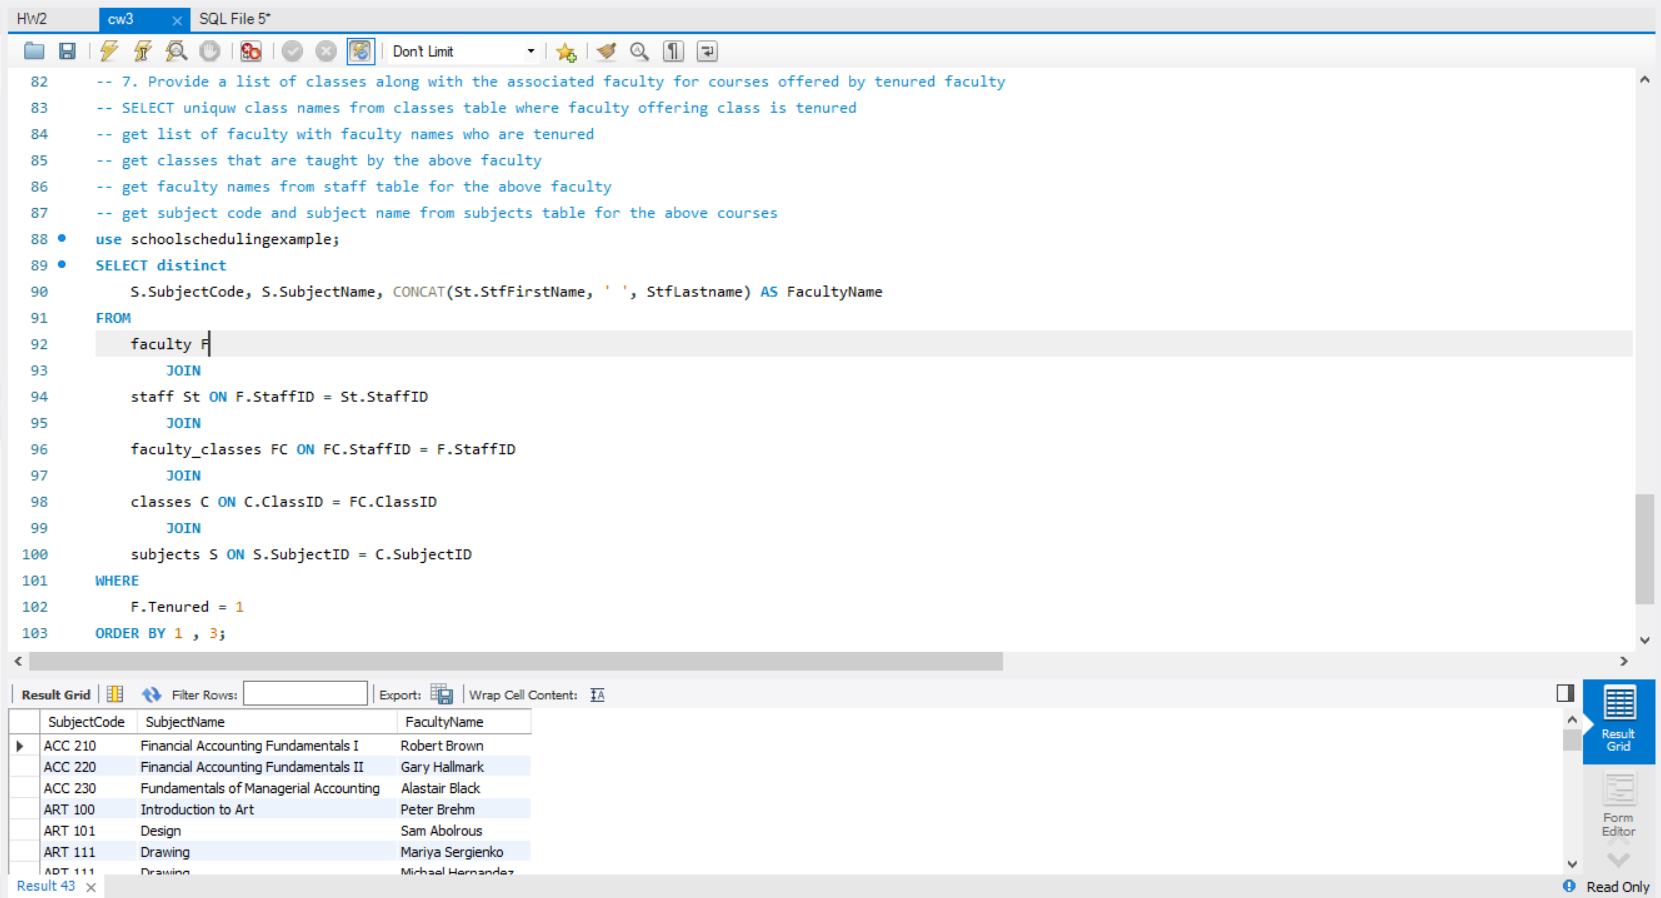 HW2 cw3 SQL File 5*
Don't Limit
82 -- 7. Provide a list of classes along with the associated faculty for courses offered by tenured faculty
83 -- SELECT uniquw class names from classes table where faculty offering class is tenured
84 -- get list of faculty with faculty names who are tenured
85 -- get classes that are taught by the above faculty
86 -- get faculty names from staff table for the above faculty
87 -- get subject code and subject name from subjects table for the above courses
88 use schoolschedulingexample;
89 SELECT distinct
90 S.SubjectCode, S.SubjectName, CONCAT(St.StfFirstName, ' ', StfLastname) AS FacultyName
91 FROM
92 faculty F
93 JOIN
94 staff St ON F.StaffID = St.StaffID
95 JOIN
96 faculty_classes FC ON FC.StaffID = F.StaffID
97 JOIN
98 classes C ON C.ClassID = FC.ClassID
99 JOIN
100 subjects S ON S.SubjectID = C.SubjectID
101 WHERE
102 F.Tenured = 1
103 ORDER BY 1 , 3;
Result Grid Filter Rows: Export: Wrap Cell Content:
SubjectCode SubjectName FacultyName
ACC 210 Financial Accounting Fundamentals I Robert Brown
ACC 220 Financial Accounting Fundamentals II Gary Hallmark
ACC 230 Fundamentals of Managerial Accounting Alastair Black
ART 100 Introduction to Art Peter Brehm
ART 101 Design Sam Abolrous
ART 111 Drawing Mariya Sergienko
ART 111 Drawing Michael Hernandez
Result
Grid
Form
Editor
Result 43 Read Only